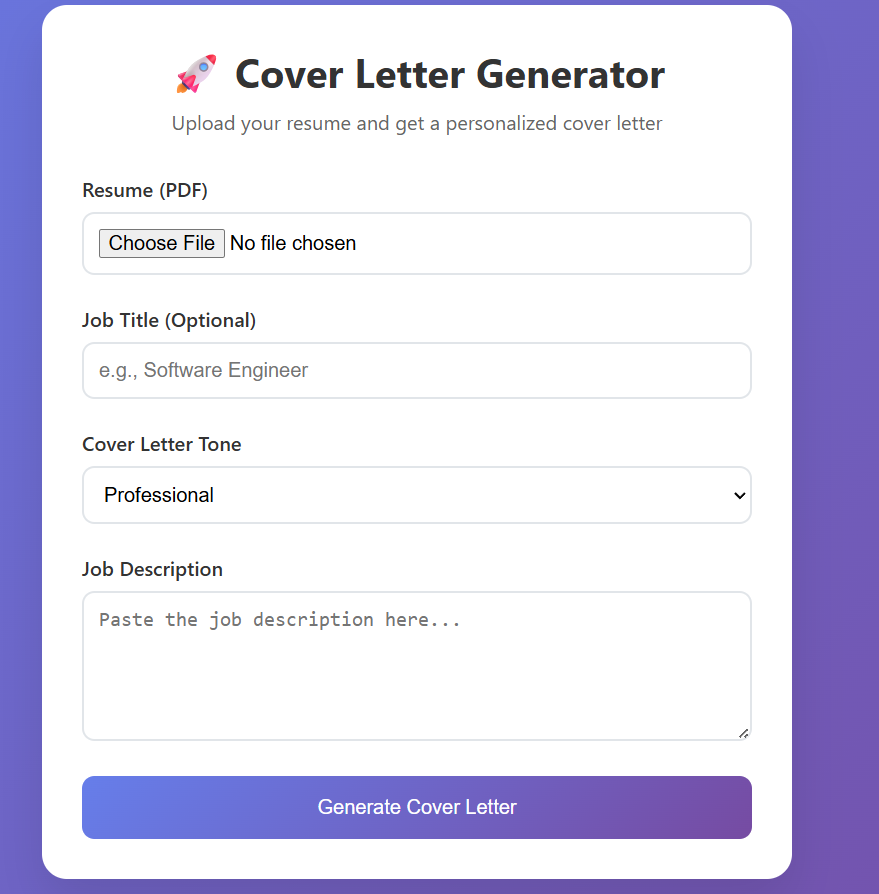 🚀 Cover Letter Generator
Upload your resume and get a personalized cover letter
Resume (PDF)
Choose File No file chosen
Job Title (Optional)
e.g., Software Engineer
Cover Letter Tone
Professional
Job Description
Paste the job description here...
Generate Cover Letter